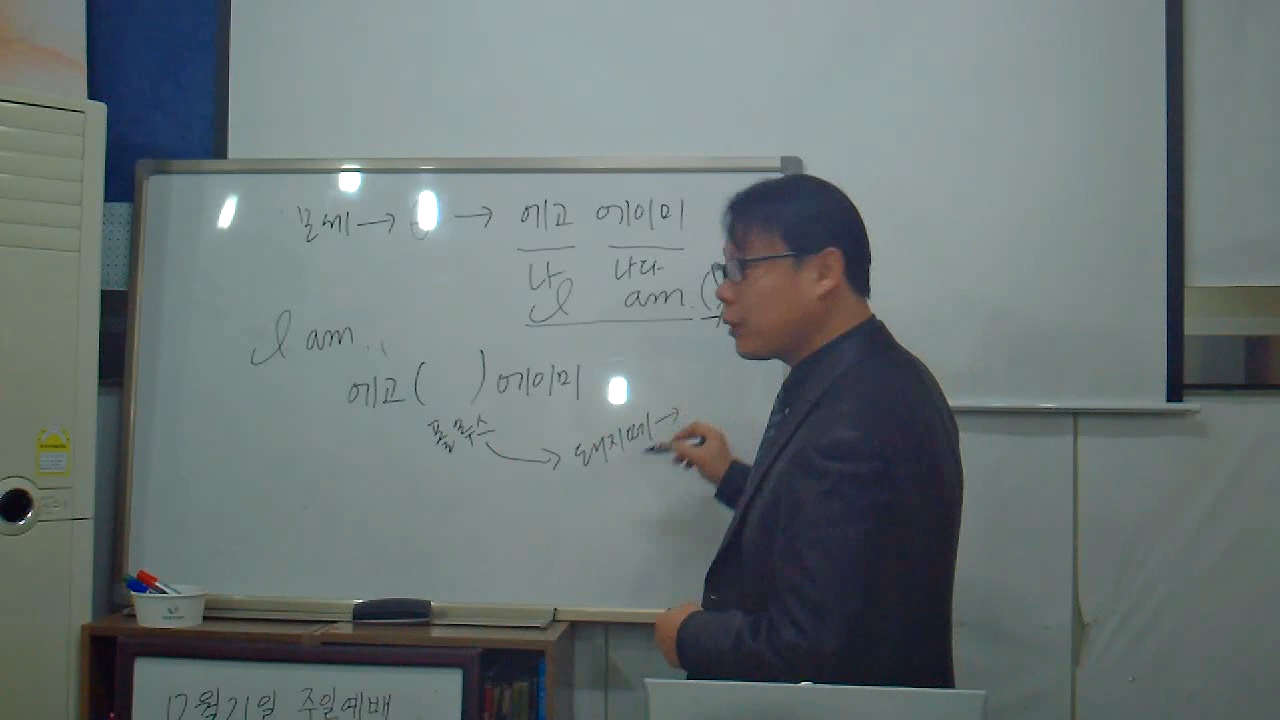 모세 → → 에고 에이미
나 나다
I am. (
I am..
에고 ( ) 에이미
폴모스 → 돼지떼 →
12월 21일 주일예배